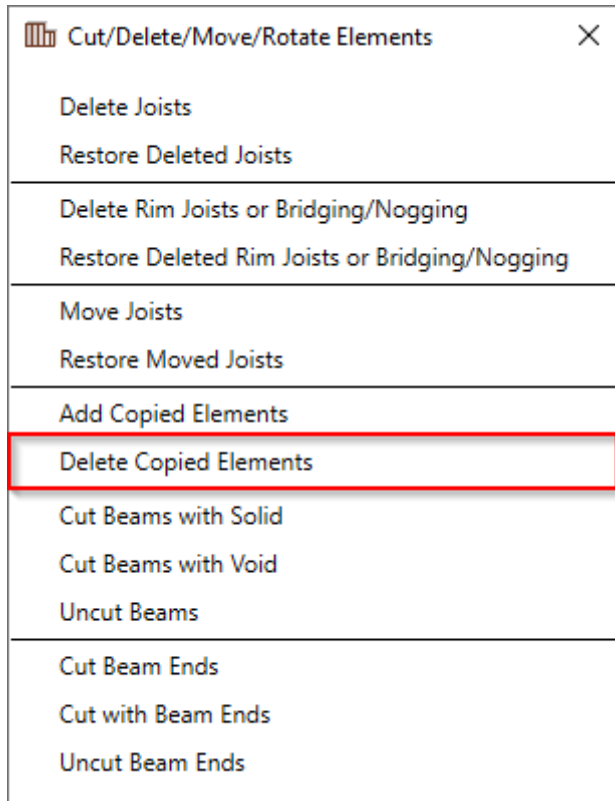 Cut/Delete/Move/Rotate Elements
Delete Joists
Restore Deleted Joists
Delete Rim Joists or Bridging/Nogging
Restore Deleted Rim Joists or Bridging/Nogging
Move Joists
Restore Moved Joists
Add Copied Elements
Delete Copied Elements
Cut Beams with Solid
Cut Beams with Void
Uncut Beams
Cut Beam Ends
Cut with Beam Ends
Uncut Beam Ends